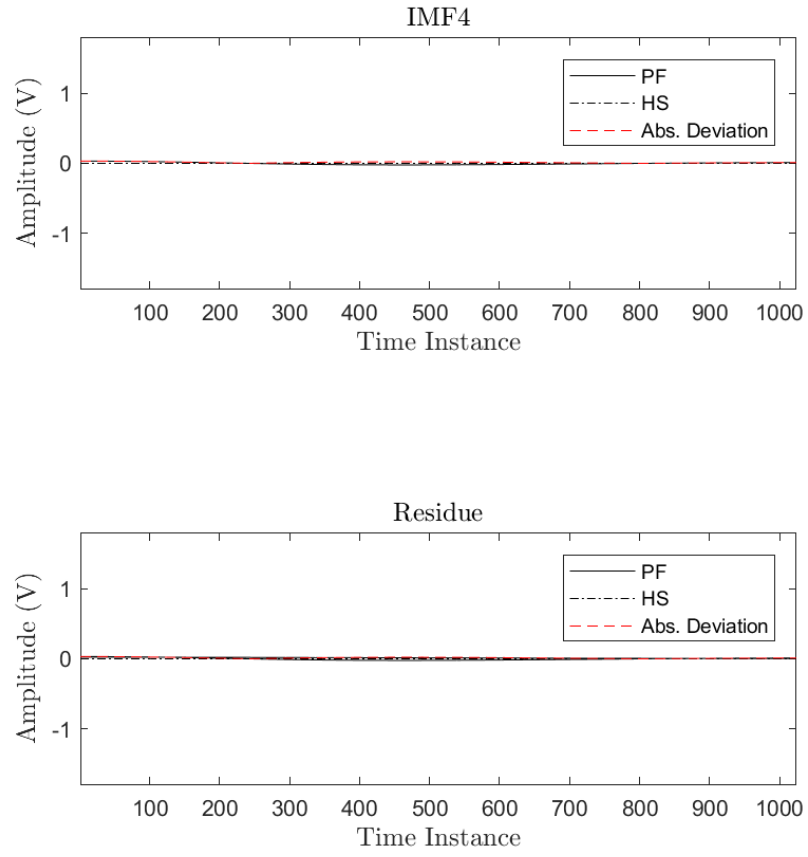 IMF4
Amplitude (V)
1
0
-1
PF
HS
Abs. Deviation
100 200 300 400 500 600 700 800 900 1000
Time Instance
Residue
Amplitude (V)
1
0
-1
PF
HS
Abs. Deviation
100 200 300 400 500 600 700 800 900 1000
Time Instance